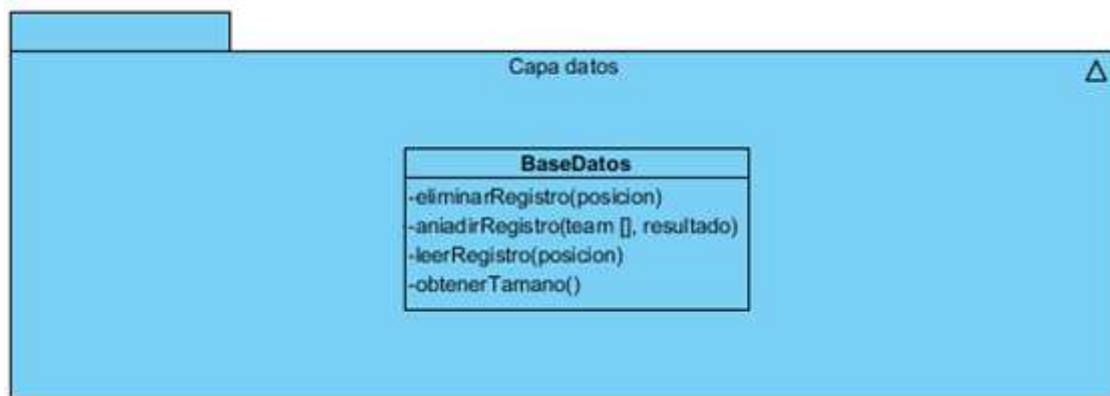 Capa datos
BaseDatos
-eliminarRegistro(posicion)
-aniadirRegistro(team [], resultado)
-leerRegistro(posicion)
-obtenerTamano()